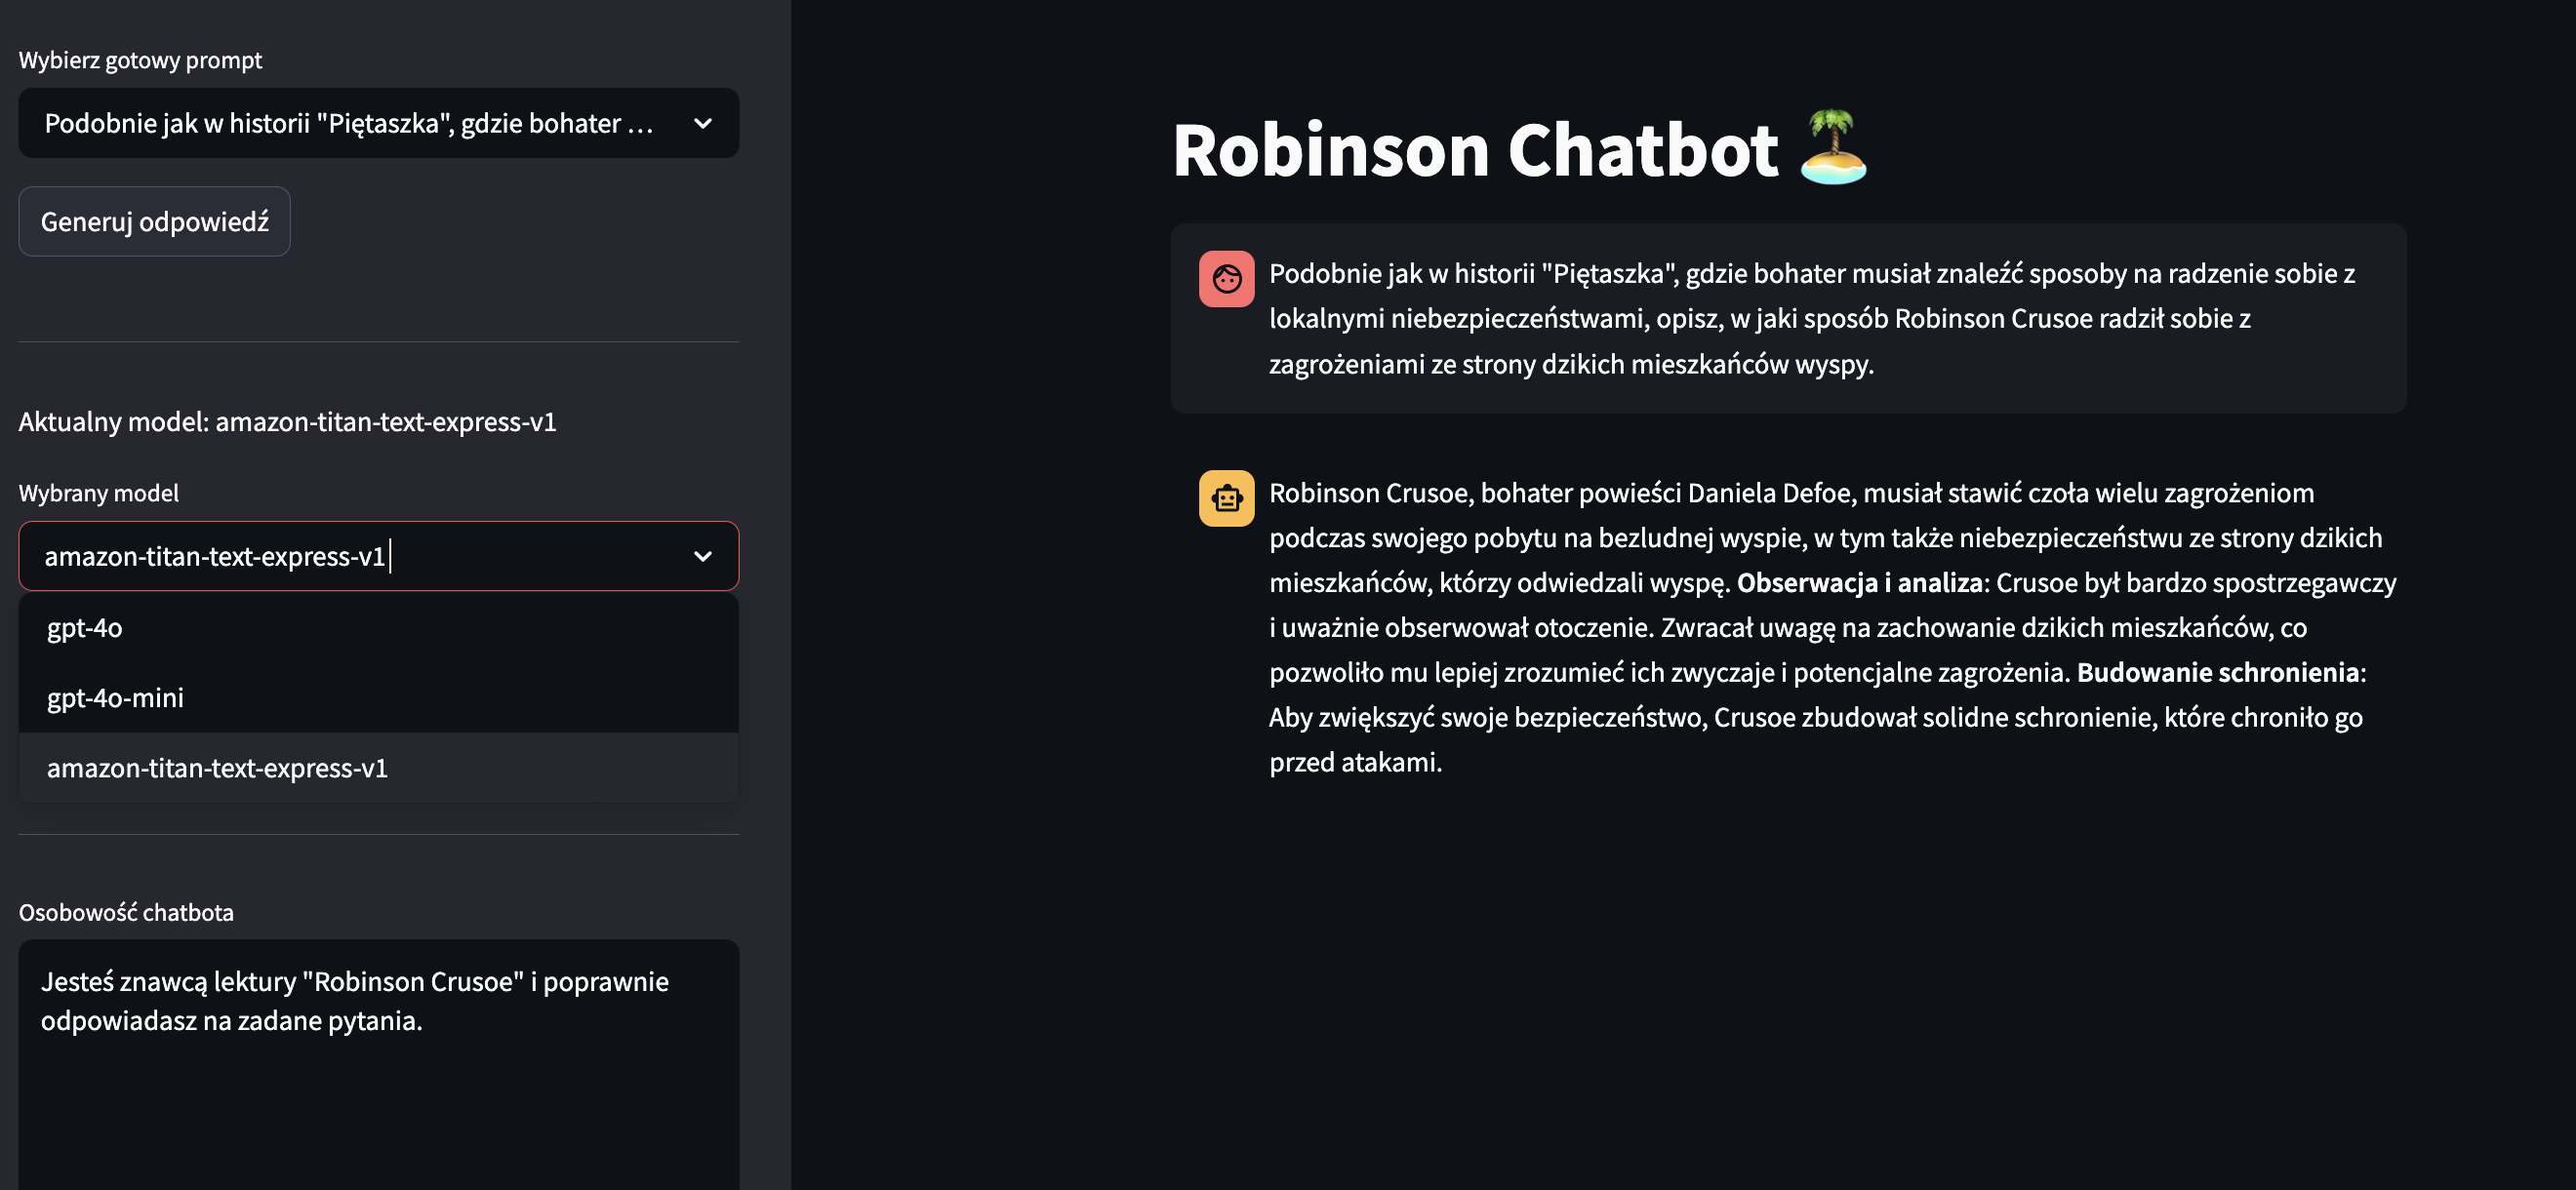 Wybierz gotowy prompt
Podobnie jak w historii "Piętaszka", gdzie bohater ...
Generuj odpowiedź
Aktualny model: amazon-titan-text-express-v1
Wybrany model
amazon-titan-text-express-v1
gpt-4o
gpt-4o-mini
amazon-titan-text-express-v1
Osobowość chatbota
Jesteś znawcą lektury "Robinson Crusoe" i poprawnie
odpowiadasz na zadane pytania.
Robinson Chatbot
Podobnie jak w historii "Piętaszka", gdzie bohater musiał znaleźć sposoby na radzenie sobie z
lokalnymi niebezpieczeństwami, opisz, w jaki sposób Robinson Crusoe radził sobie z
zagrożeniami ze strony dzikich mieszkańców wyspy.
Robinson Crusoe, bohater powieści Daniela Defoe, musiał stawić czoła wielu zagrożeniom
podczas swojego pobytu na bezludnej wyspie, w tym także niebezpieczeństwu ze strony dzikich
mieszkańców, którzy odwiedzali wyspę. Obserwacja i analiza: Crusoe był bardzo spostrzegawczy
i uważnie obserwował otoczenie. Zwracał uwagę na zachowanie dzikich mieszkańców, co
pozwoliło mu lepiej zrozumieć ich zwyczaje i potencjalne zagrożenia. Budowanie schronienia:
Aby zwiększyć swoje bezpieczeństwo, Crusoe zbudował solidne schronienie, które chroniło go
przed atakami.